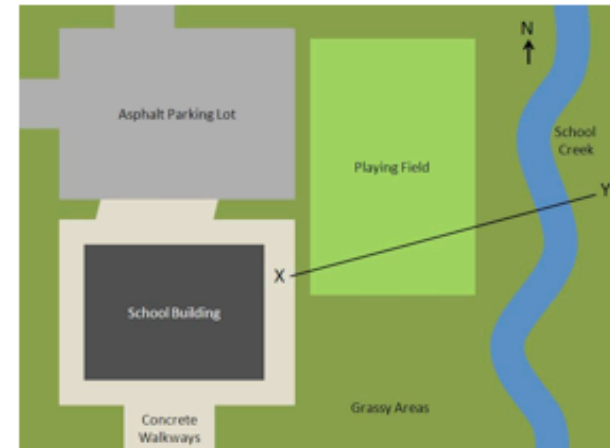 N
Asphalt Parking Lot
School
Creek
Playing Field
Y
X
School Building
Grassy Areas
Concrete
Walkways